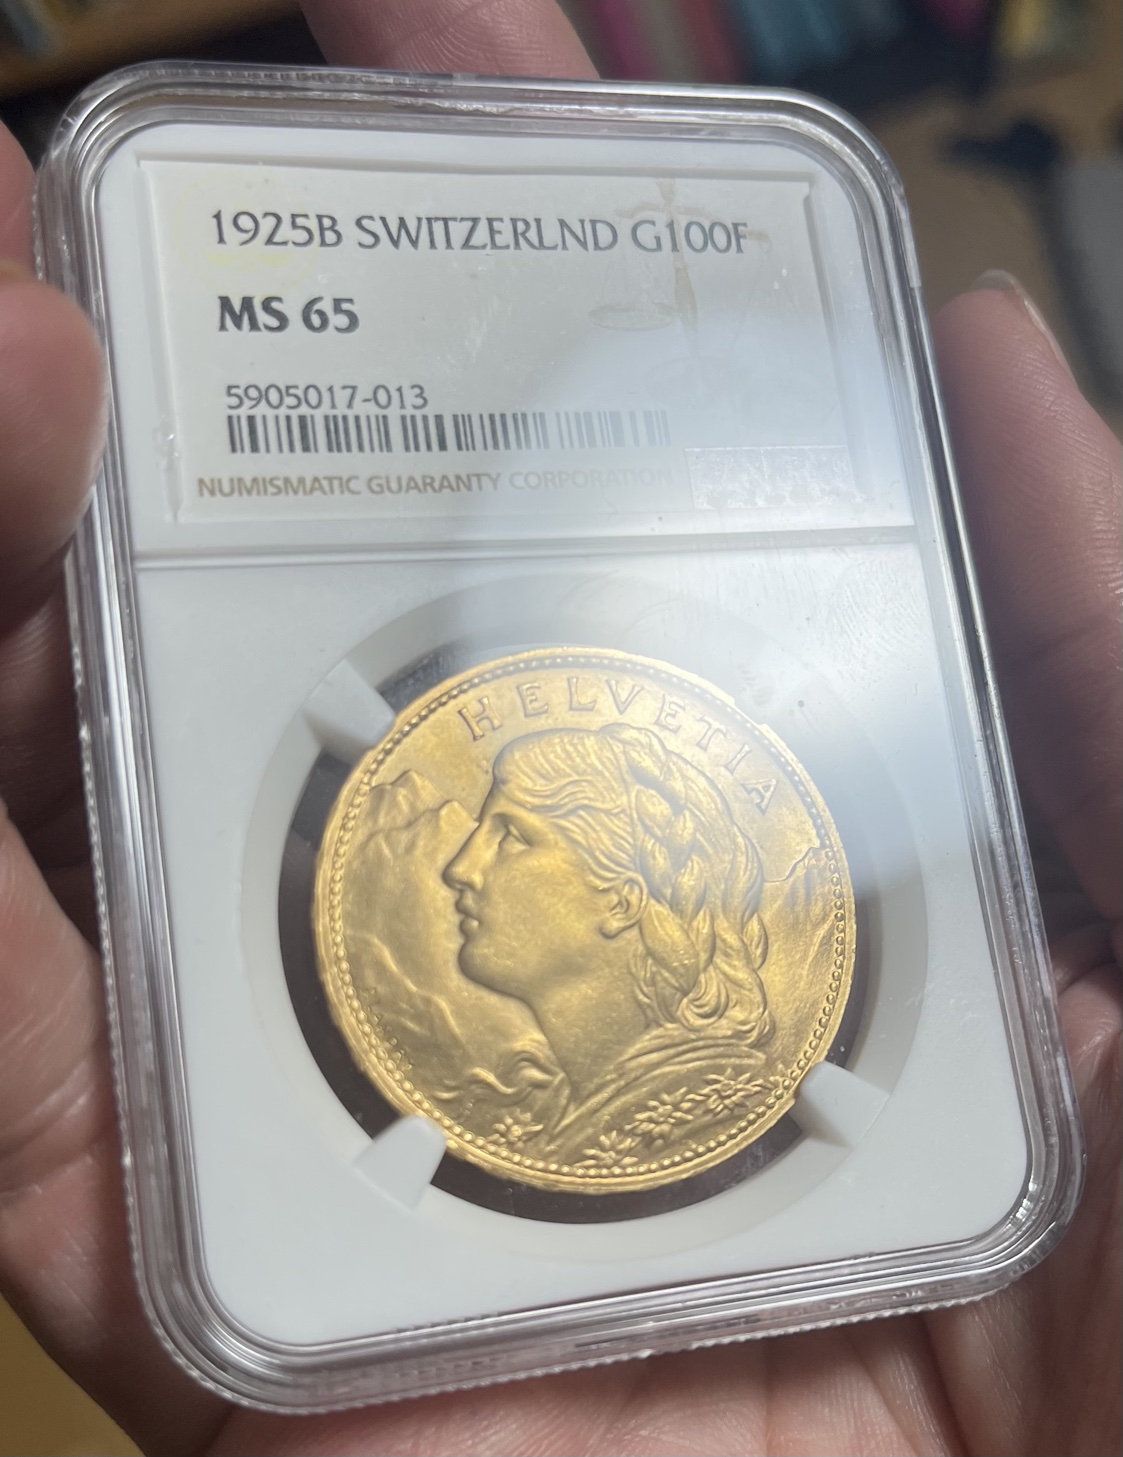 1925B SWITZERLND G100F
MS 65
5905017-013
NUMISMATIC GUARANTY CORPORATION
HELVETIA